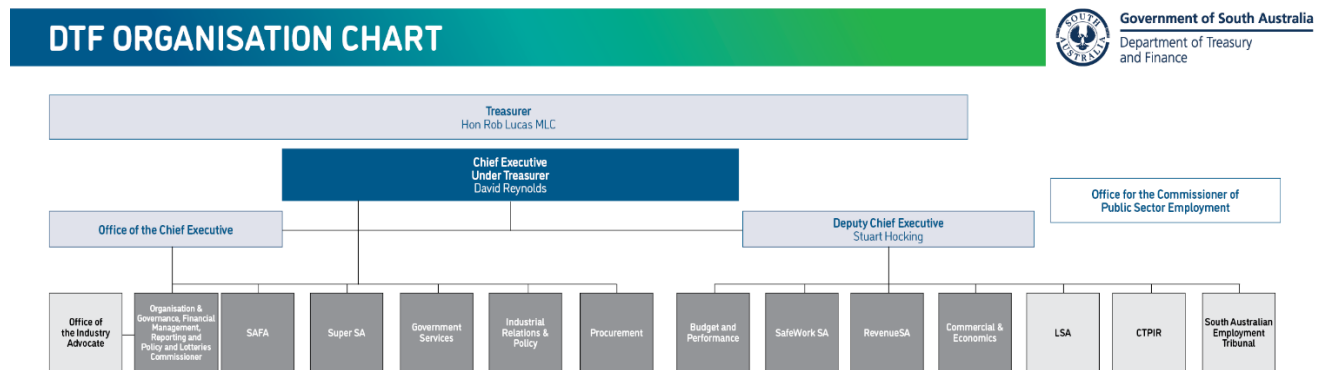 DTF ORGANISATION CHART
SOUTH
AUSTRALIA
Government of South Australia
Department of Treasury
and Finance
Treasurer
Hon Rob Lucas MLC
Chief Executive
Under Treasurer
David Reynolds
Office for the Commissioner of
Public Sector Employment
Office of the Chief Executive
Deputy Chief Executive
Stuart Hocking
Office of
the Industry
Advocate
Organisation &
Governance, Financial
Management,
Reporting and
Policy and Lotteries
Commissioner
SAFA
Super SA
Government
Services
Industrial
Relations &
Policy
Procurement
Budget and
Performance
SafeWork SA
RevenueSA
Commercial &
Economics
LSA
CTPIR
South Australian
Employment
Tribunal